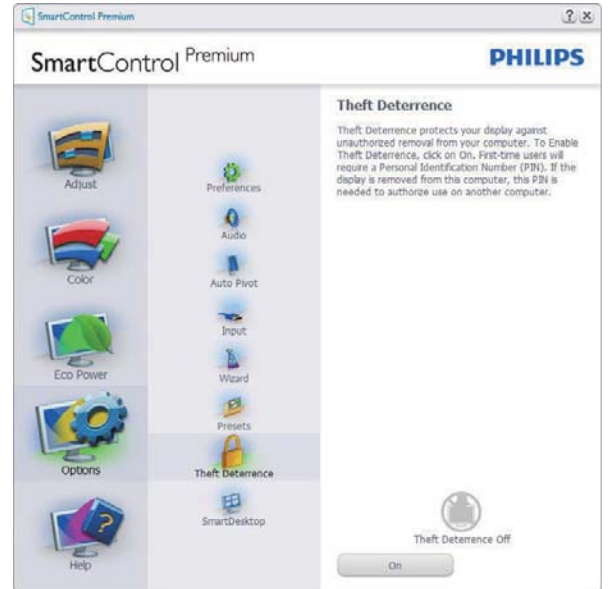 SmartControl Premium
? x
SmartControl Premium
PHILIPS
Adjust
Color
Eco Power
Options
Help
Preferences
Audio
Auto Pivot
Input
Wizard
Presets
Theft Deterrence
SmartDesktop
Theft Deterrence
Theft Deterrence protects your display against
unauthorized removal from your computer. To Enable
Theft Deterrence, click on On. First-time users will
require a Personal Identification Number (PIN). If the
display is removed from this computer, this PIN is
needed to authorize use on another computer.
Theft Deterrence Off
On